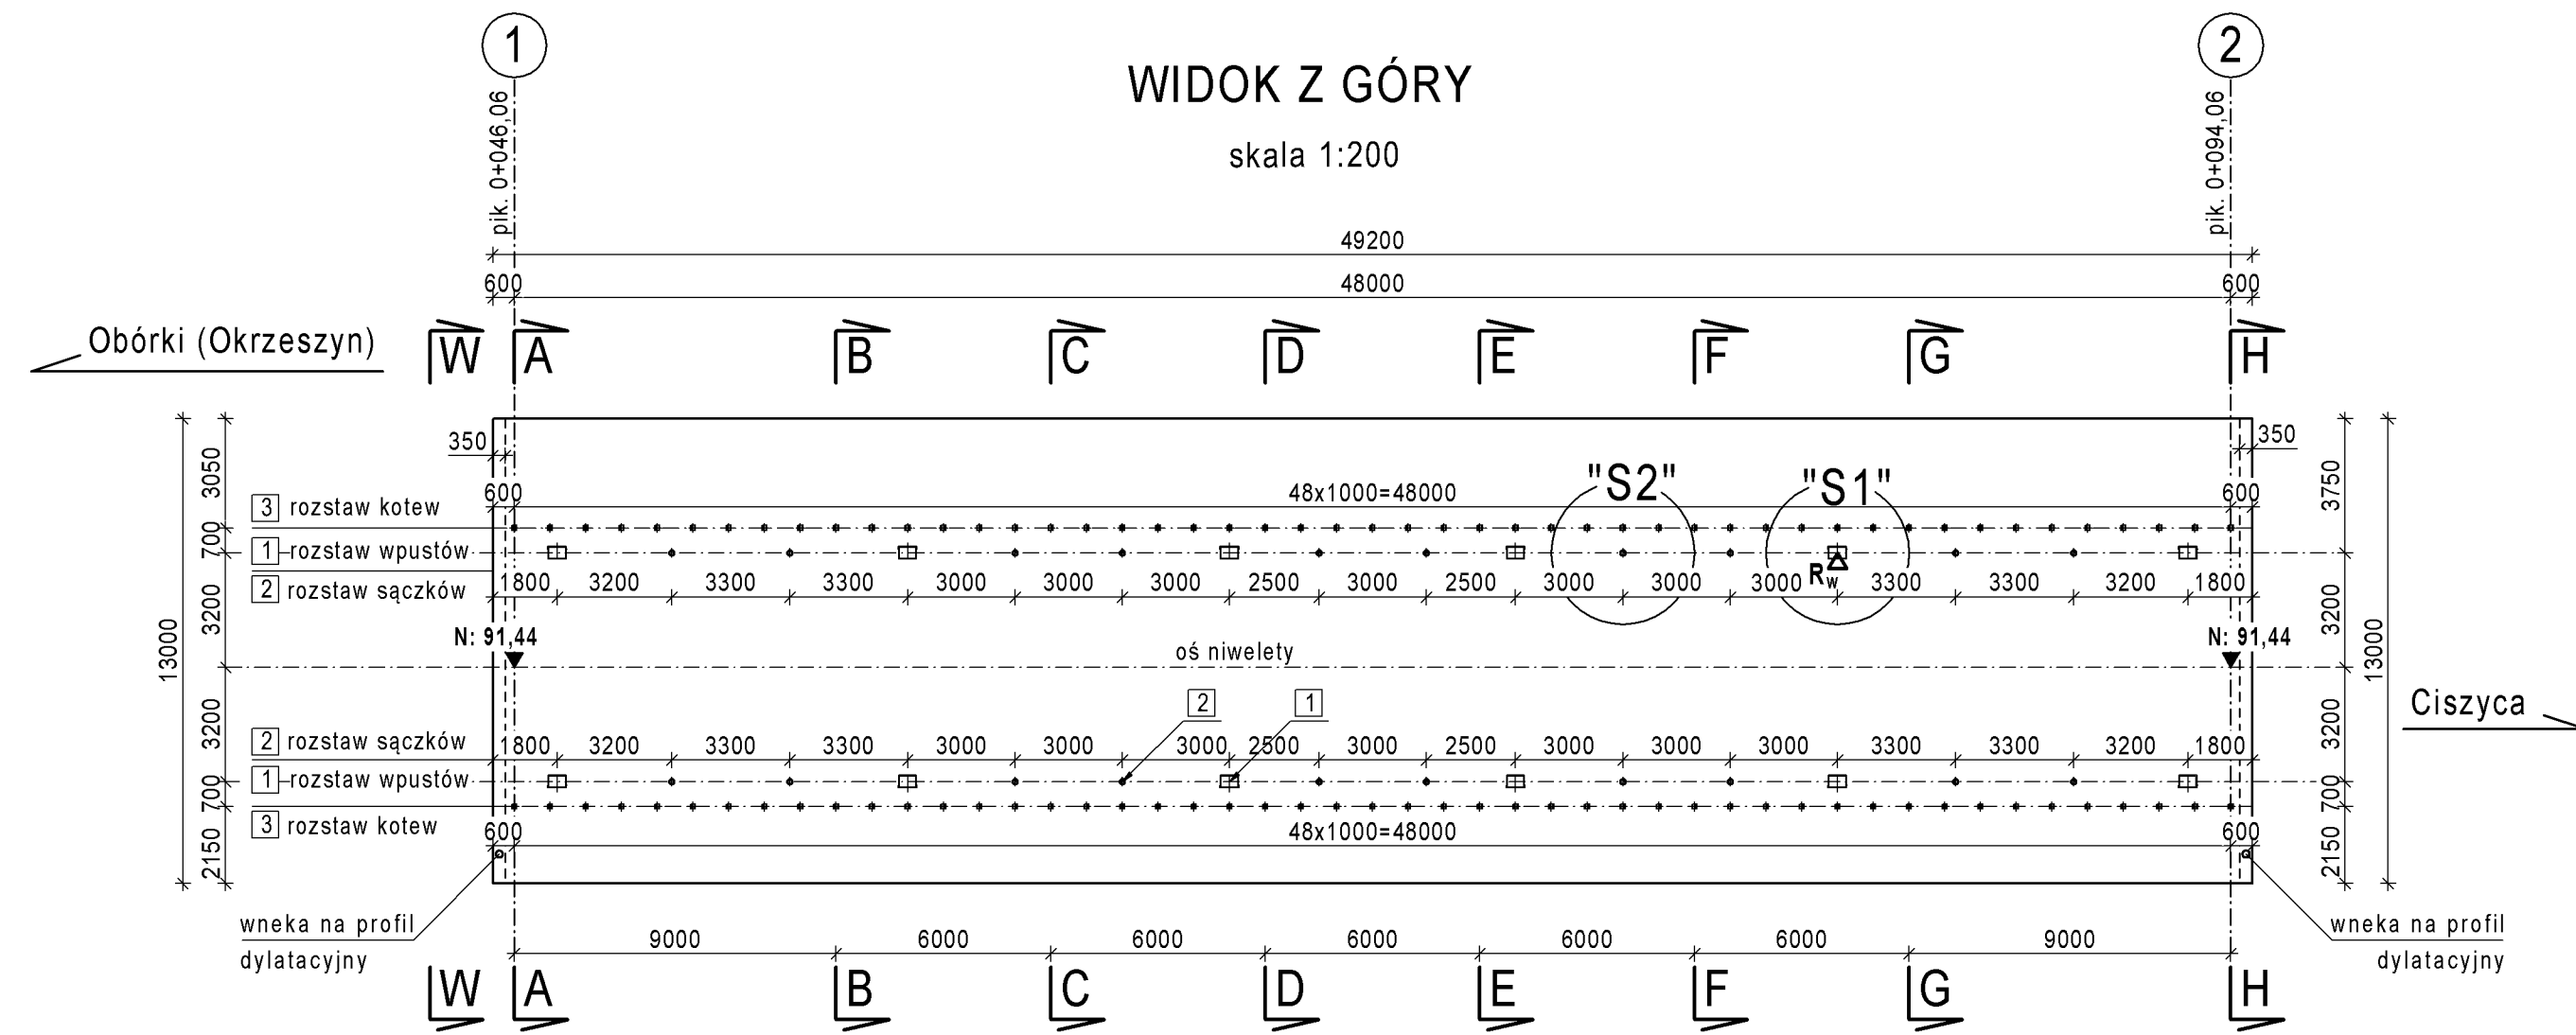 1
2
WIDOK Z GÓRY
skala 1:200
pik. 0+046,06
pik. 0+094,06
49200
600 48000 600
Obórki (Okrzeszyn)
W A B C D E F G H
350 350
"S2" "S1"
600 48x1000=48000 600
3 rozstaw kotew
1 rozstaw wpustów
2 rozstaw sączków
1800 3200 3300 3300 3000 3000 3000 2500 3000 2500 3000 3000 3000 3300 3300 3200 1800
Rw
N: 91,44 N: 91,44
oś niwelety
2 1
2 rozstaw sączków
1800 3200 3300 3300 3000 3000 3000 2500 3000 2500 3000 3000 3000 3300 3300 3200 1800
1 rozstaw wpustów
3 rozstaw kotew
600 48x1000=48000 600
13000
3050
700
3200
3200
700
2150
3750
3200
3200
700
2150
13000
Ciszyca
wneka na profil
dylatacyjny
wneka na profil
dylatacyjny
9000 6000 6000 6000 6000 6000 9000
W A B C D E F G H